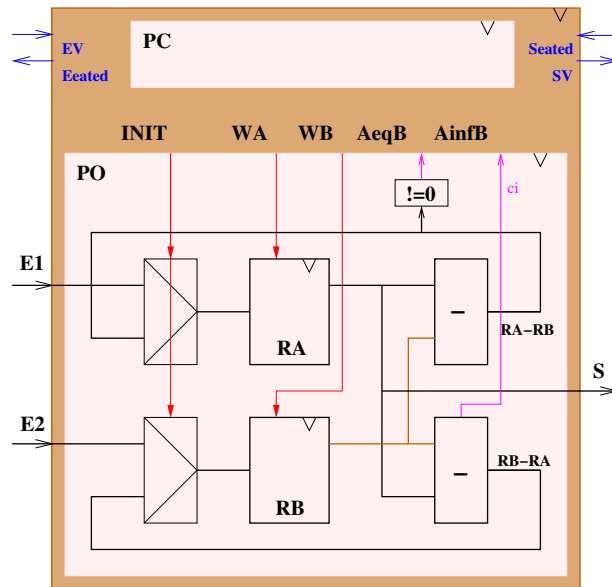 PC
EV
Seated
Eeated
SV
INIT WA WB AeqB AinfB
PO
!=0
ci
E1
−
RA−RB
RA
S
E2
−
RB−RA
RB